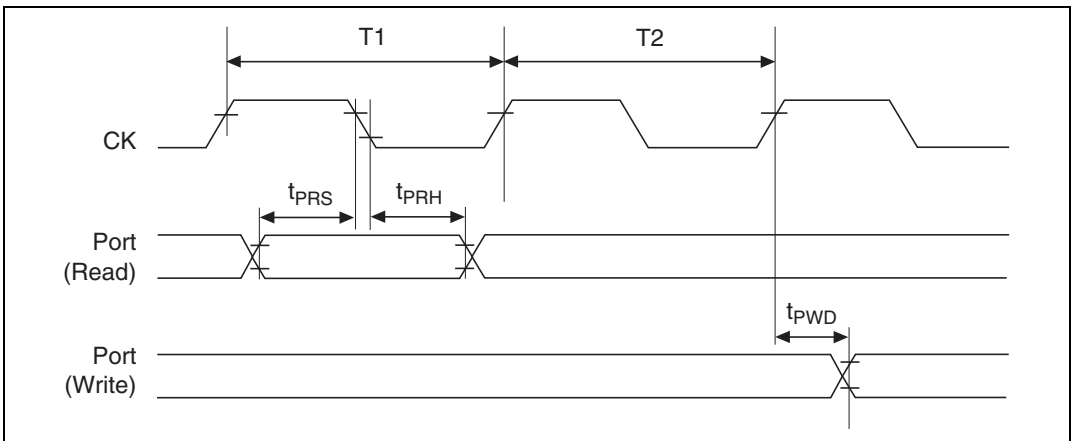 T1 T2
CK
tPRS tPRH
Port
(Read)
tPWD
Port
(Write)